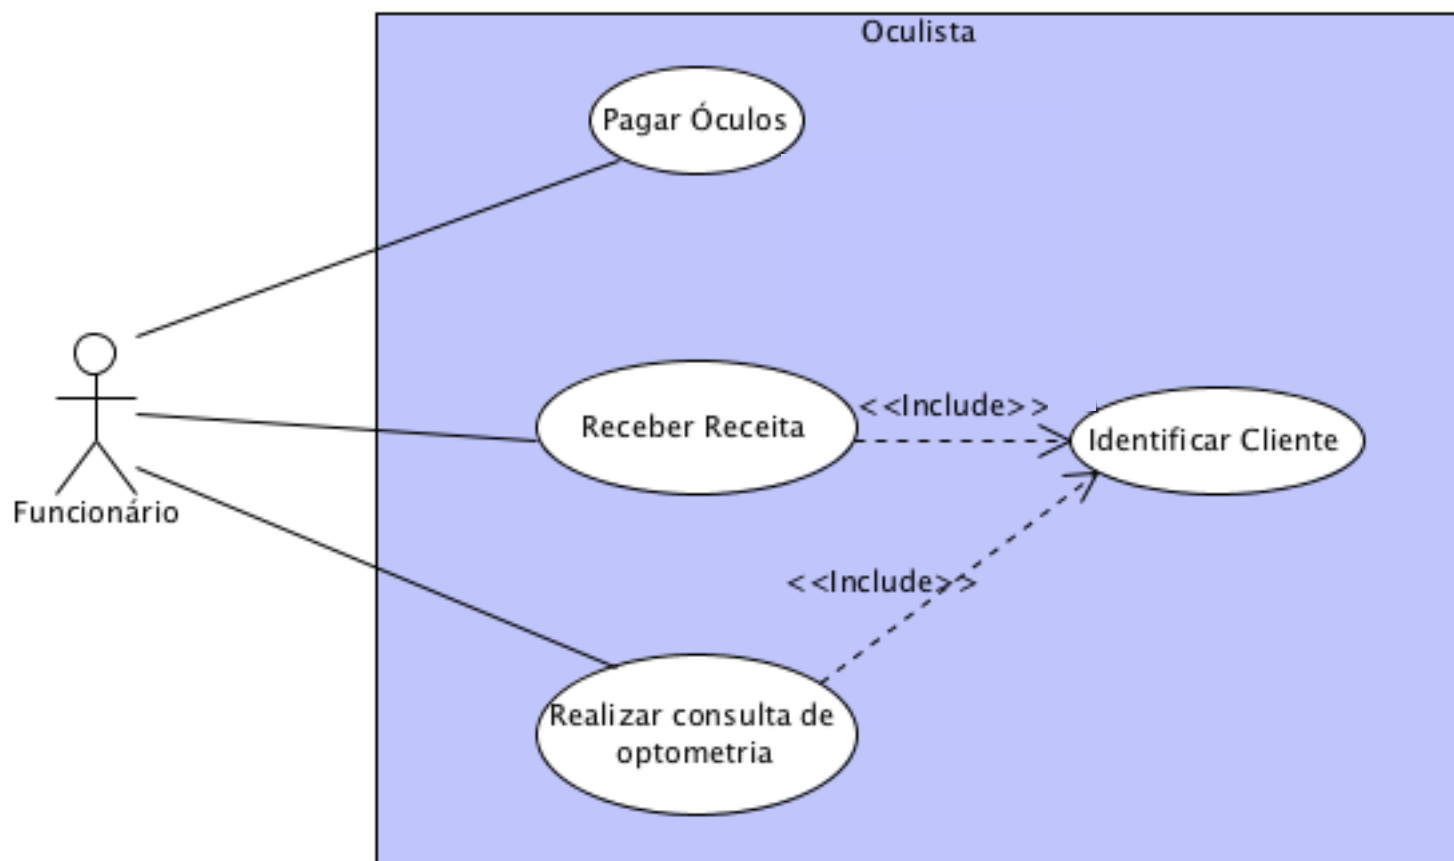 Oculista
Pagar Óculos
Receber Receita
<<Include>>
Identificar Cliente
Funcionário
<<Include>>
Realizar consulta de
optometria